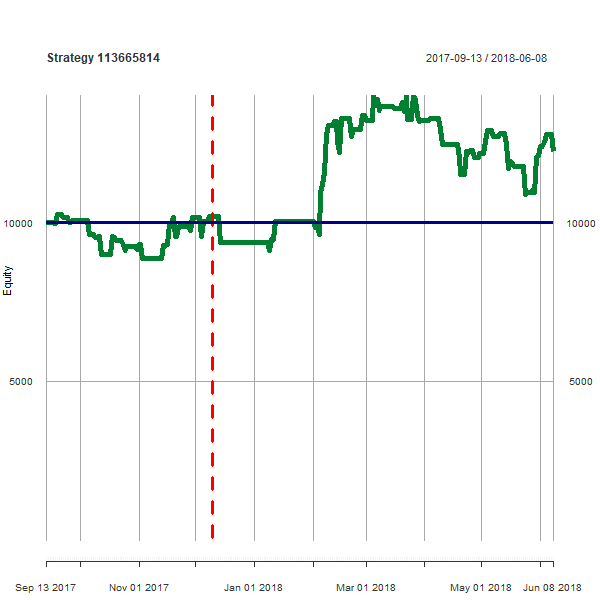 Strategy 113665814
2017-09-13 / 2018-06-08
10000
10000
Equity
5000
5000
Sep 13 2017
Nov 01 2017
Jan 01 2018
Mar 01 2018
May 01 2018
Jun 08 2018